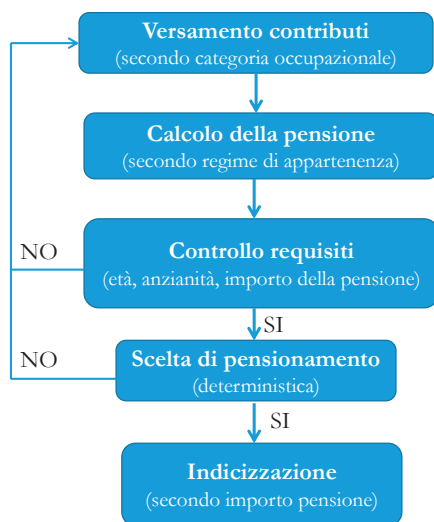 Versamento contributi
(secondo categoria occupazionale)
Calcolo della pensione
(secondo regime di appartenenza)
NO
Controllo requisiti
(età, anzianità, importo della pensione)
SI
NO
Scelta di pensionamento
(deterministica)
SI
Indicizzazione
(secondo importo pensione)